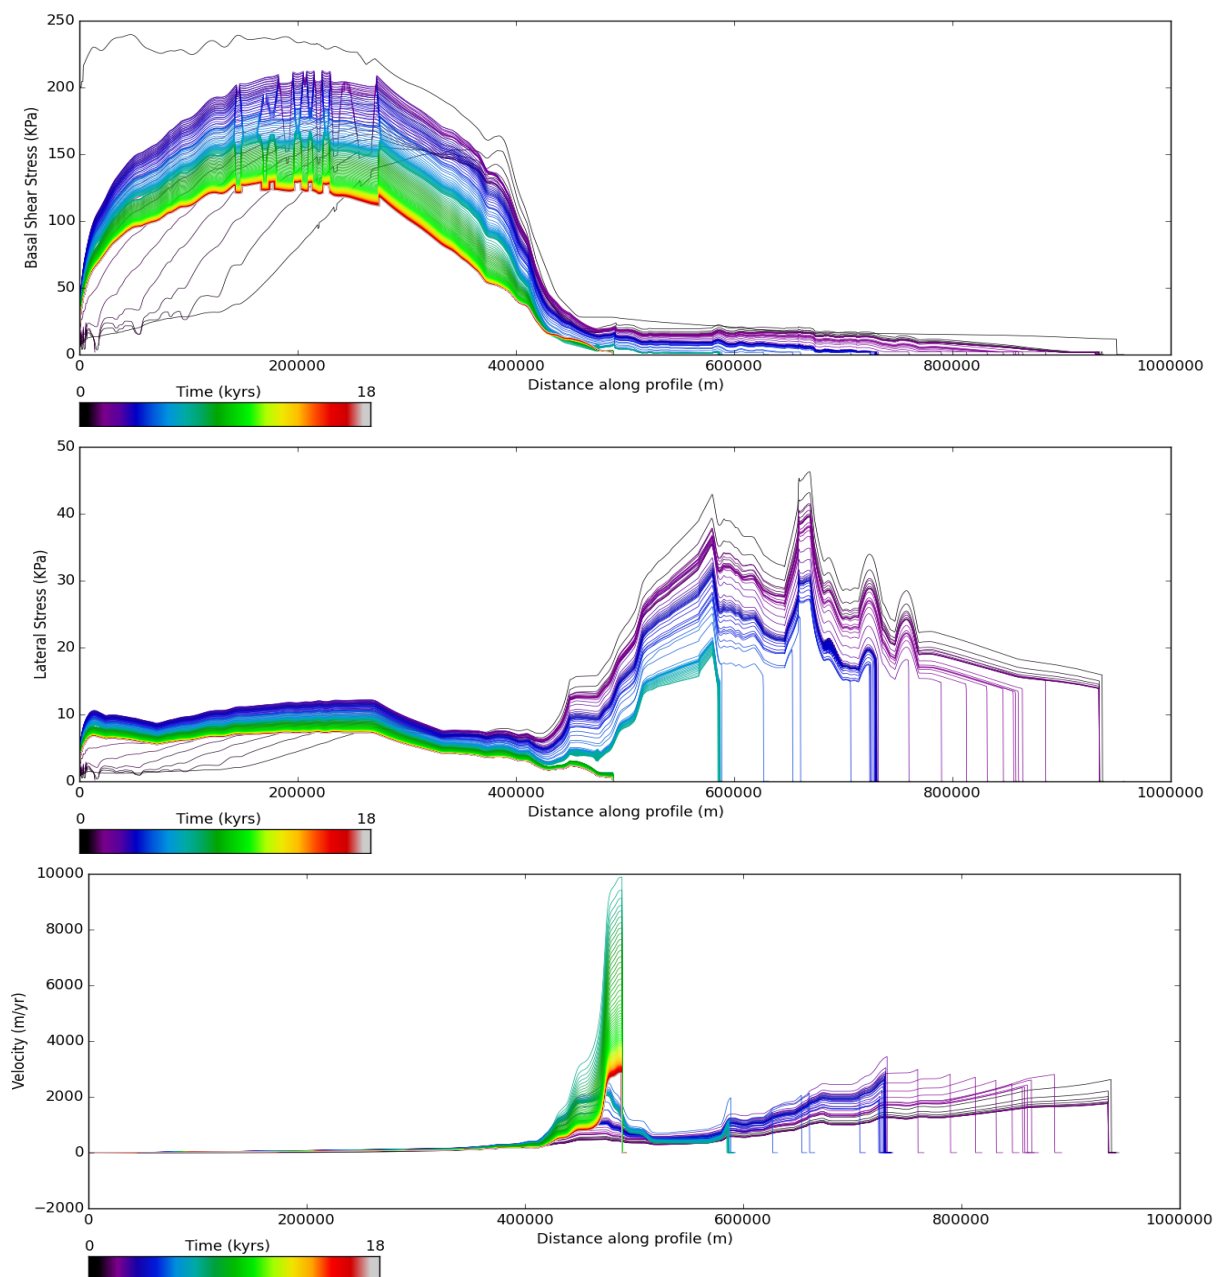 250
200
150
100
50
0
Basal Shear Stress (KPa)
0 200000 400000 600000 800000 1000000
Distance along profile (m)
0 Time (kyrs) 18
50
40
30
20
10
0
Lateral Stress (KPa)
0 200000 400000 600000 800000 1000000
Distance along profile (m)
0 Time (kyrs) 18
10000
8000
6000
4000
2000
0
−2000
Velocity (m/yr)
0 200000 400000 600000 800000 1000000
Distance along profile (m)
0 Time (kyrs) 18